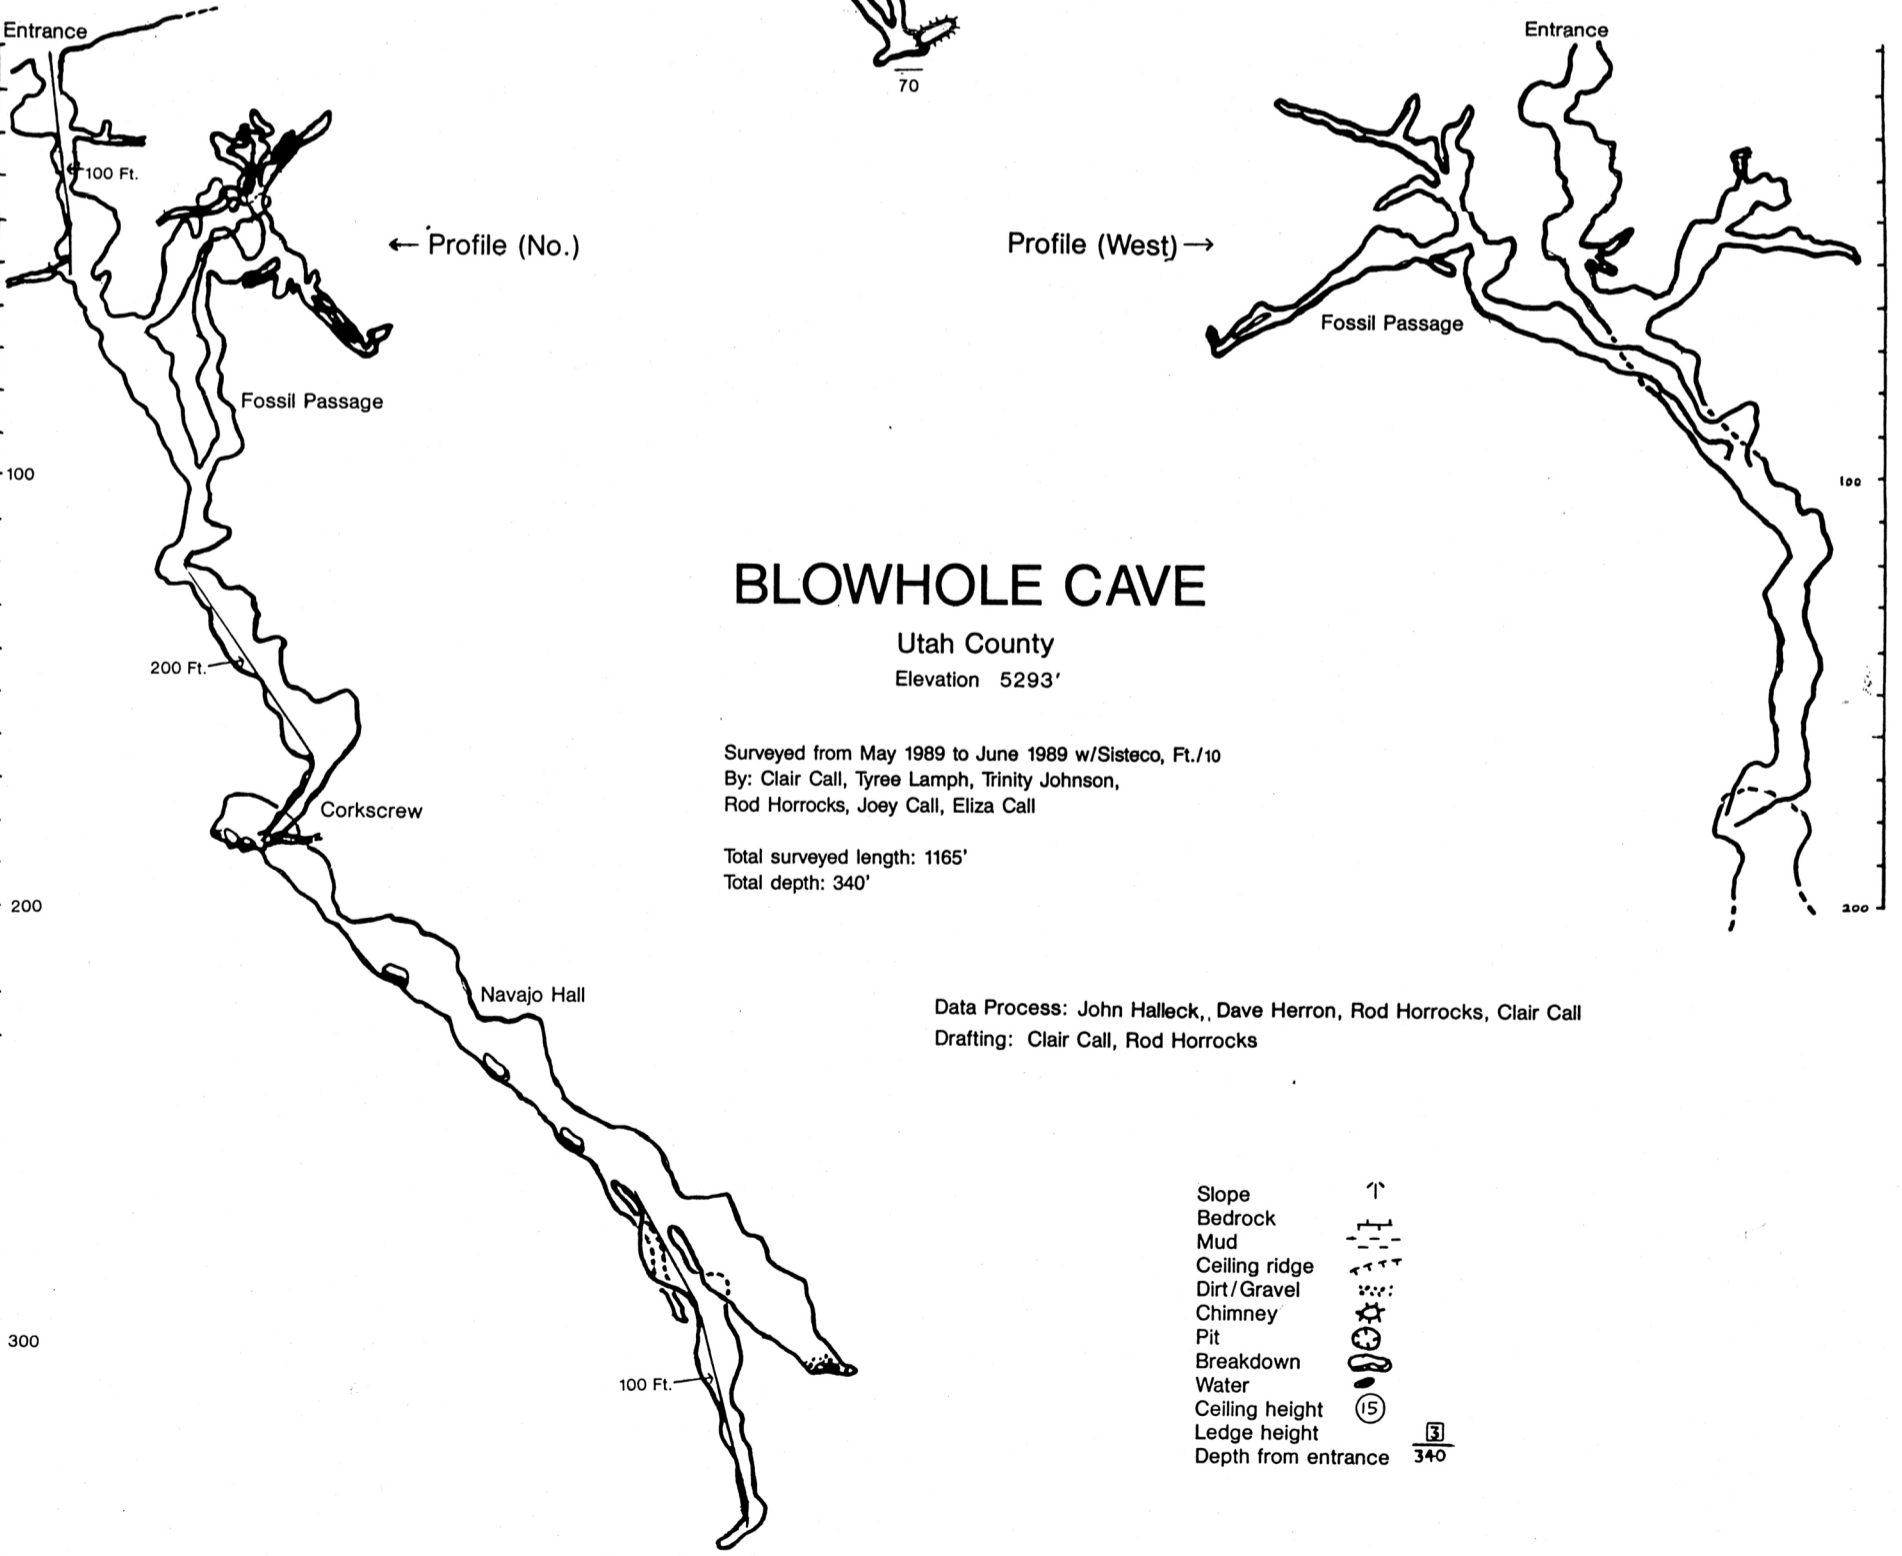 Entrance
70
Entrance
100 Ft.
← Profile (No.)
Profile (West) →
Fossil Passage
Fossil Passage
100
100
BLOWHOLE CAVE
Utah County
Elevation 5293'
200 Ft.
Surveyed from May 1989 to June 1989 w/Sisteco, Ft./10
By: Clair Call, Tyree Lamph, Trinity Johnson,
Rod Horrocks, Joey Call, Eliza Call
Corkscrew
Total surveyed length: 1165'
Total depth: 340'
200
200
Navajo Hall
Data Process: John Halleck,, Dave Herron, Rod Horrocks, Clair Call
Drafting: Clair Call, Rod Horrocks
Slope
Bedrock
Mud
Ceiling ridge
Dirt/Gravel
Chimney
Pit
Breakdown
Water
Ceiling height 15
Ledge height 3
Depth from entrance 340
300
100 Ft.